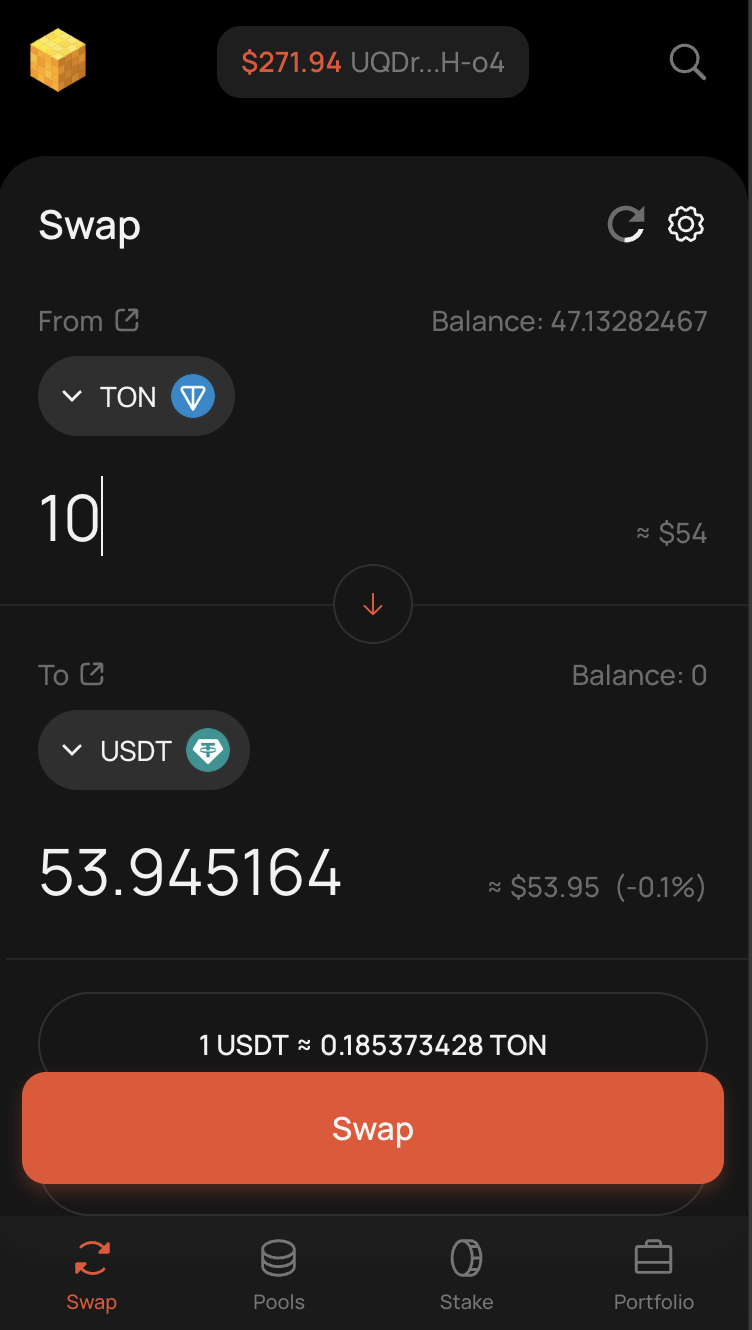 $271.94 UQDr...H-o4
Swap
From Balance: 47.13282467
TON
10 ≈ $54
To Balance: 0
USDT
53.945164 ≈ $53.95 (-0.1%)
1 USDT ≈ 0.185373428 TON
Swap
Swap Pools Stake Portfolio